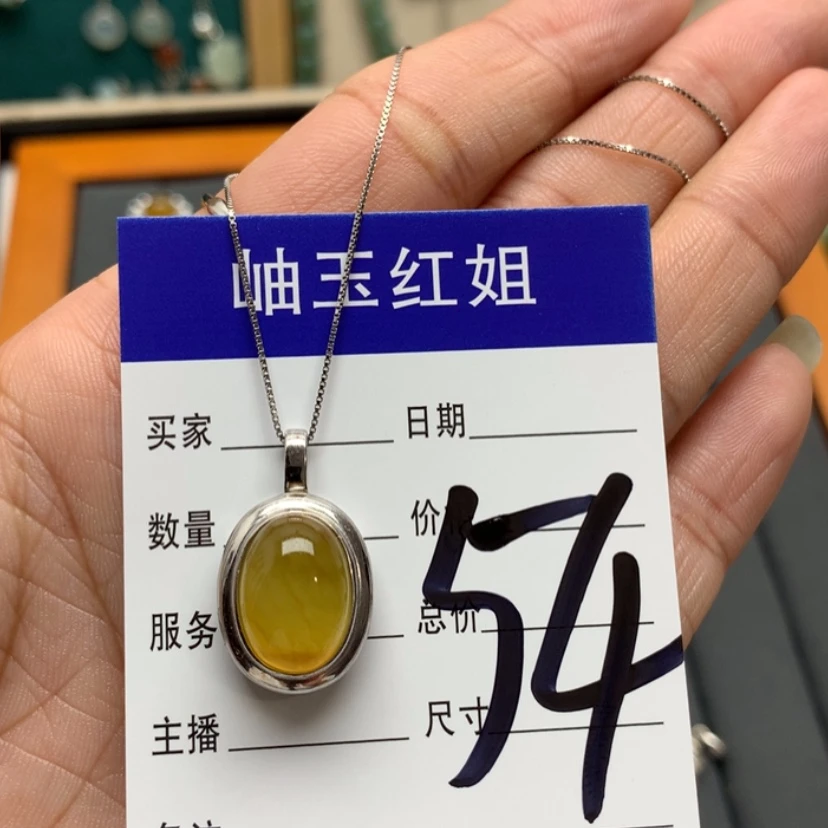 岫玉红姐
买家 日期
数量 价
服务 总价
主播 尺寸
54